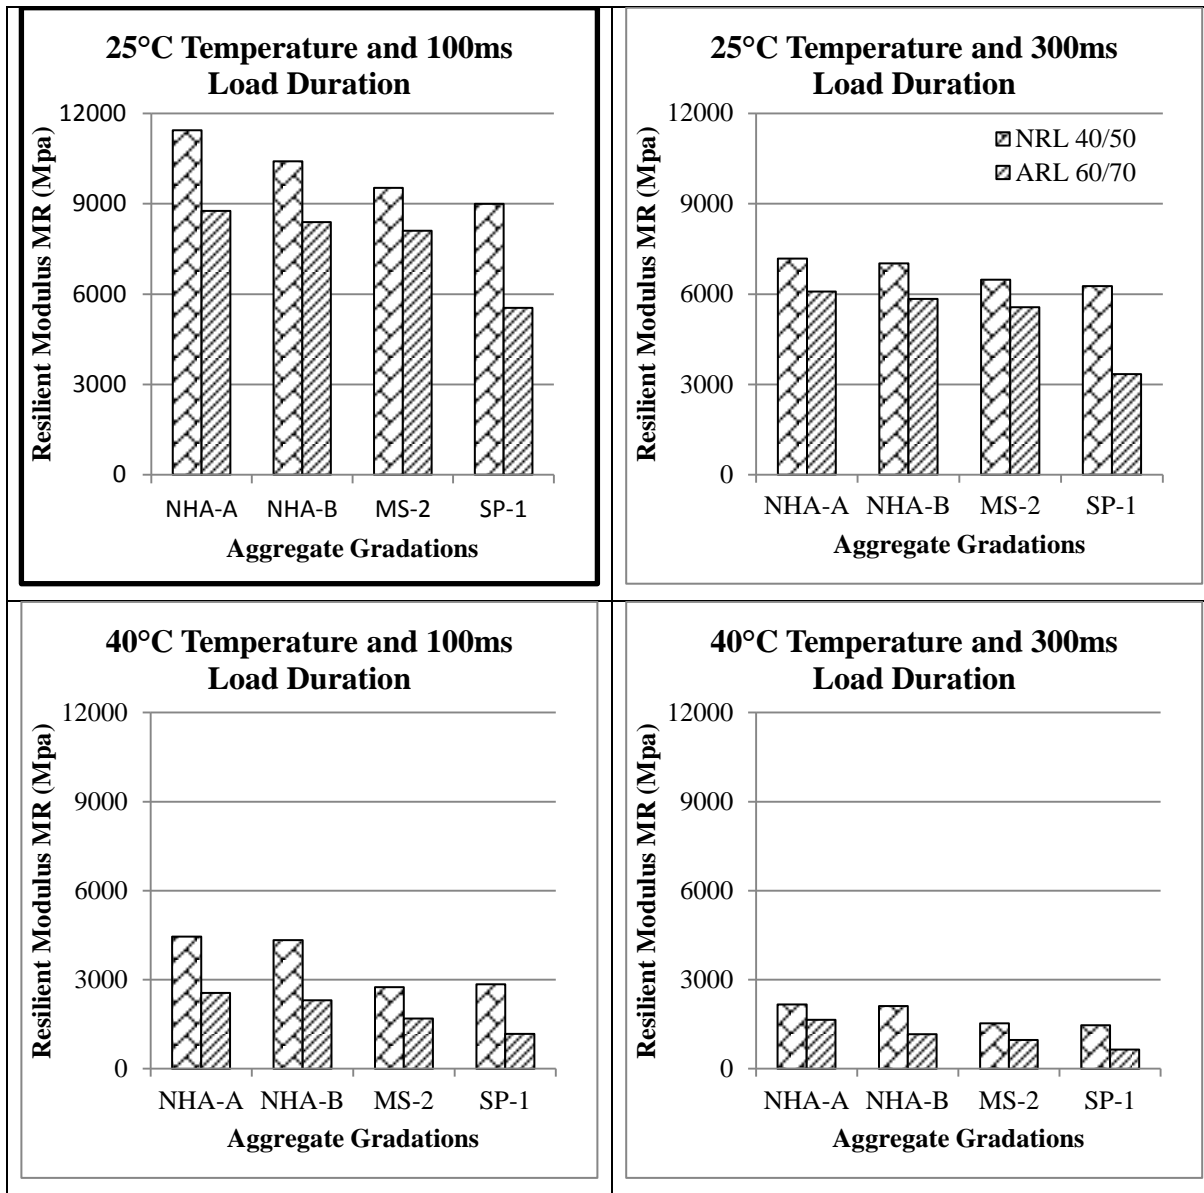 25°C Temperature and 100ms
Load Duration
Resilient Modulus MR (Mpa)
12000
9000
6000
3000
0
NHA-A NHA-B MS-2 SP-1
Aggregate Gradations
25°C Temperature and 300ms
Load Duration
Resilient Modulus MR (Mpa)
12000
9000
6000
3000
0
NRL 40/50
ARL 60/70
NHA-A NHA-B MS-2 SP-1
Aggregate Gradations
40°C Temperature and 100ms
Load Duration
Resilient Modulus MR (Mpa)
12000
9000
6000
3000
0
NHA-A NHA-B MS-2 SP-1
Aggregate Gradations
40°C Temperature and 300ms
Load Duration
Resilient Modulus MR (Mpa)
12000
9000
6000
3000
0
NHA-A NHA-B MS-2 SP-1
Aggregate Gradations